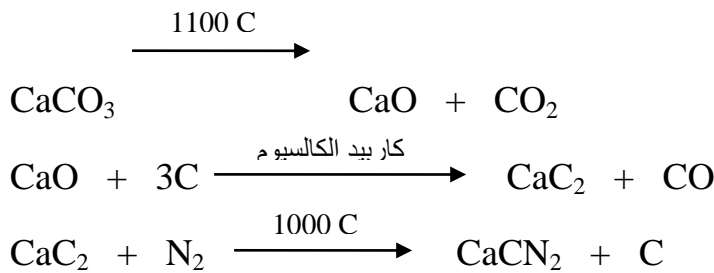 1100 C
CaCO₃ CaO + CO₂
كاربيد الكالسيوم
CaO + 3C CaC₂ + CO
1000 C
CaC₂ + N₂ CaCN₂ + C